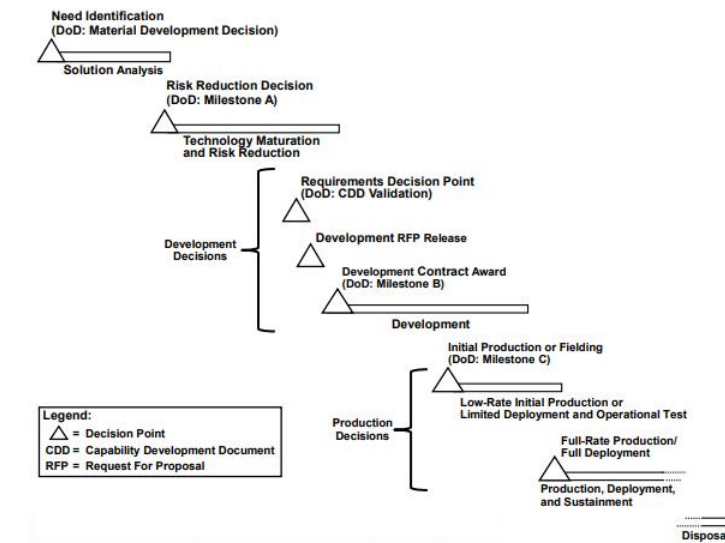 Need Identification
(DoD: Material Development Decision)
Solution Analysis
Risk Reduction Decision
(DoD: Milestone A)
Technology Maturation
and Risk Reduction
Requirements Decision Point
(DoD: CDD Validation)
Development RFP Release
Development
Decisions
Development Contract Award
(DoD: Milestone B)
Development
Initial Production or Fielding
(DoD: Milestone C)
Low-Rate Initial Production or
Limited Deployment and Operational Test
Production
Decisions
Full-Rate Production/
Full Deployment
Production, Deployment,
and Sustainment
Legend:
= Decision Point
CDD = Capability Development Document
RFP = Request For Proposal
Disposa